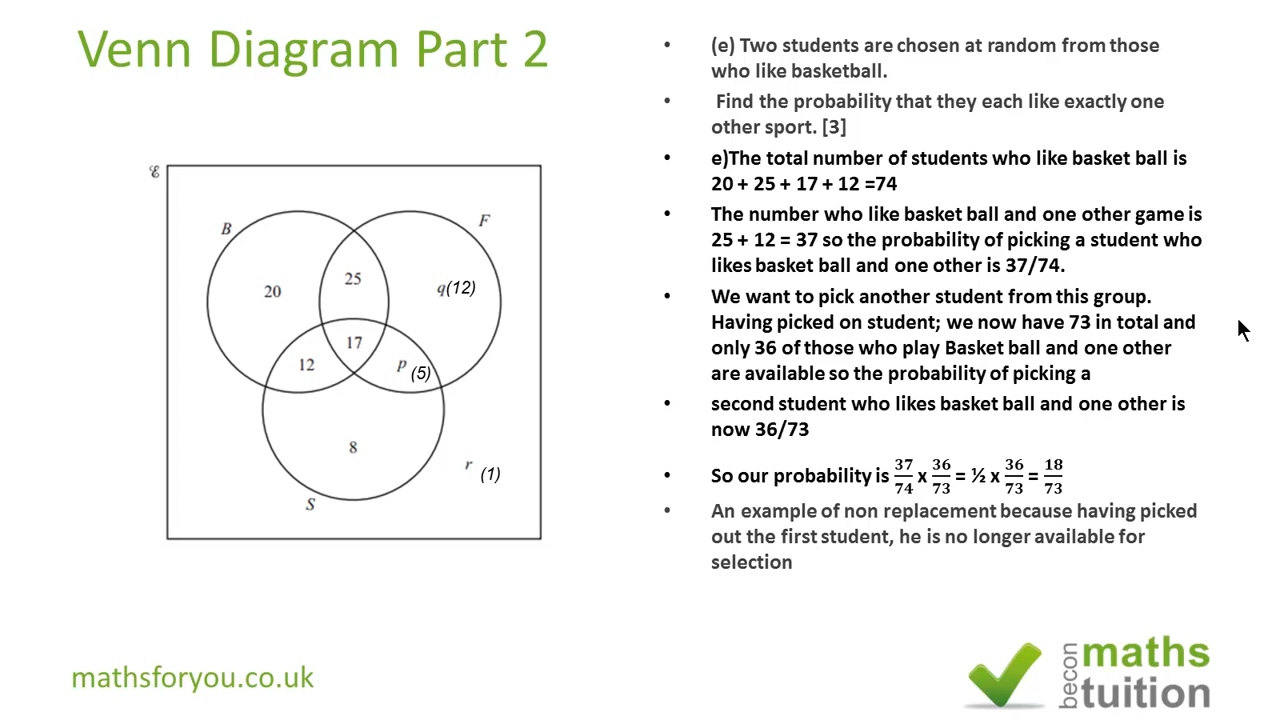 Venn Diagram Part 2
ℰ
B
F
20
25
q(12)
17
12
p (5)
8
r (1)
S
• (e) Two students are chosen at random from those
who like basketball.
• Find the probability that they each like exactly one
other sport. [3]
• e)The total number of students who like basket ball is
20 + 25 + 17 + 12 =74
• The number who like basket ball and one other game is
25 + 12 = 37 so the probability of picking a student who
likes basket ball and one other is 37/74.
• We want to pick another student from this group.
Having picked on student; we now have 73 in total and
only 36 of those who play Basket ball and one other
are available so the probability of picking a
• second student who likes basket ball and one other is
now 36/73
• So our probability is 37/74 x 36/73 = ½ x 36/73 = 18/73
• An example of non replacement because having picked
out the first student, he is no longer available for
selection
mathsforyou.co.uk
becon
maths
tuition